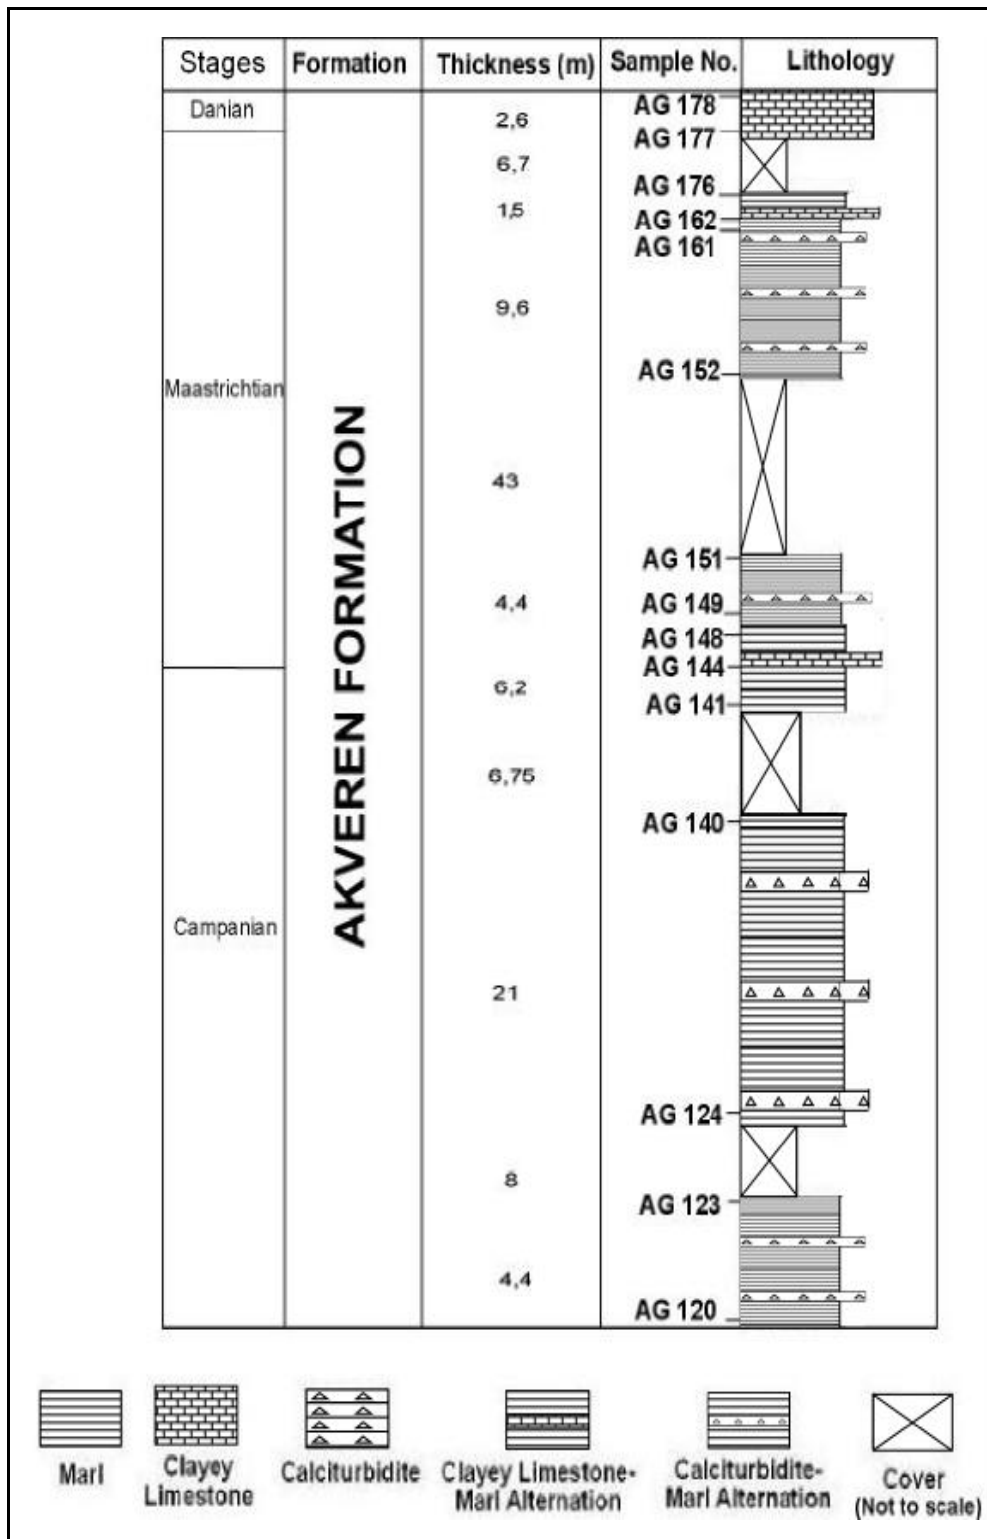 Stages Formation Thickness (m) Sample No. Lithology
Danian
AG 178
2,6
AG 177
6,7
AG 176
1,5
AG 162
AG 161
9,6
AG 152
Maastrichtian
AKVEREN FORMATION
43
AG 151
4,4
AG 149
AG 148
AG 144
6,2
AG 141
6,75
AG 140
Campanian
21
AG 124
8
AG 123
4,4
AG 120
Marl
Clayey
Limestone
Calciturbidite
Clayey Limestone-
Marl Alternation
Calciturbidite-
Marl Alternation
Cover
(Not to scale)